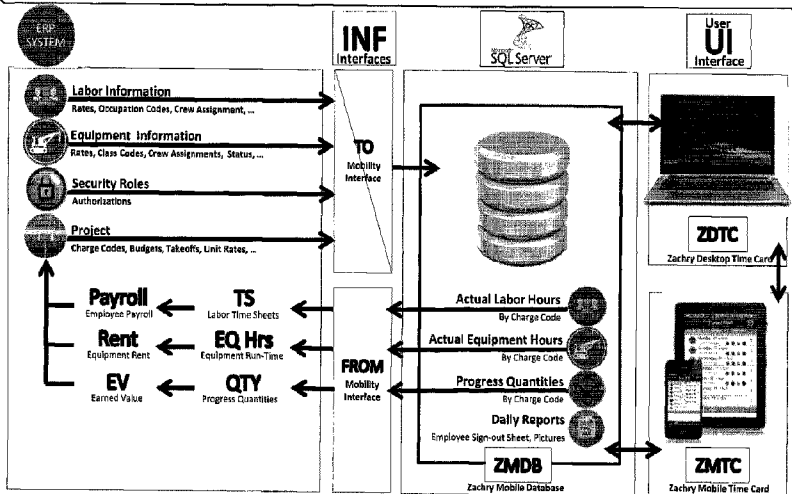 ERP
SYSTEM
INF
Interfaces
Microsoft
SQL Server
User
UI
Interface
Labor Information
Rates, Occupation Codes, Crew Assignment, ...
Equipment Information
Rates, Class Codes, Crew Assignments, Status, ...
Security Roles
Authorizations
Project
Charge Codes, Budgets, Takeoffs, Unit Rates, ...
TO
Mobility
Interface
ZDTC
Zachry Desktop Time Card
Payroll
Employee Payroll
TS
Labor Time Sheets
Rent
Equipment Rent
EQ Hrs
Equipment Run-Time
EV
Earned Value
QTY
Progress Quantities
FROM
Mobility
Interface
Actual Labor Hours
By Charge Code
Actual Equipment Hours
By Charge Code
Progress Quantities
By Charge Code
Daily Reports
Employee Sign-out Sheet, Pictures
ZMDB
Zachry Mobile Database
ZMTC
Zachry Mobile Time Card